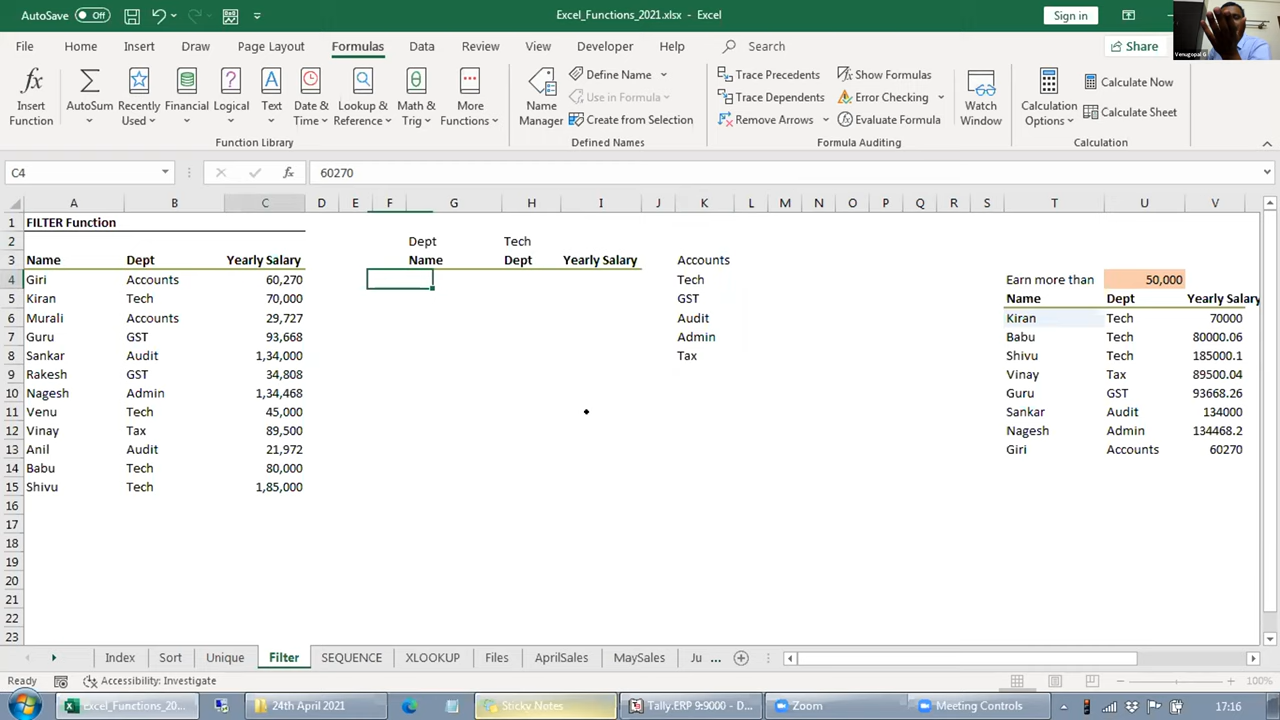 AutoSave Off
Excel_Functions_2021.xlsx - Excel
Sign in
Venugopal G
File Home Insert Draw Page Layout Formulas Data Review View Developer Help Search Share
Insert Function
AutoSum
Recently Used
Financial
Logical
Text
Date & Time
Lookup & Reference
Math & Trig
More Functions
Name Manager
Define Name
Use in Formula
Create from Selection
Trace Precedents
Trace Dependents
Remove Arrows
Show Formulas
Error Checking
Evaluate Formula
Watch Window
Calculation Options
Calculate Now
Calculate Sheet
Function Library Defined Names Formula Auditing Calculation
C4 fx 60270
A B C D E F G H I J K L M N O P Q R S T U V
1 FILTER Function
2 Dept Tech
3 Name Dept Yearly Salary Name Dept Yearly Salary Accounts
4 Giri Accounts 60,270 Tech Earn more than 50,000
5 Kiran Tech 70,000 GST Name Dept Yearly Salary
6 Murali Accounts 29,727 Audit Kiran Tech 70000
7 Guru GST 93,668 Admin Babu Tech 80000.06
8 Sankar Audit 1,34,000 Tax Shivu Tech 185000.1
9 Rakesh GST 34,808 Vinay Tax 89500.04
10 Nagesh Admin 1,34,468 Guru GST 93668.26
11 Venu Tech 45,000 Sankar Audit 134000
12 Vinay Tax 89,500 Nagesh Admin 134468.2
13 Anil Audit 21,972 Giri Accounts 60270
14 Babu Tech 80,000
15 Shivu Tech 1,85,000
16
17
18
19
20
21
22
23
Index Sort Unique Filter SEQUENCE XLOOKUP Files AprilSales MaySales Ju ...
Ready Accessibility: Investigate 100%
Excel_Functions_20... 24th April 2021 Sticky Notes Tally.ERP 9:9000 - D... Zoom Meeting Controls 17:16